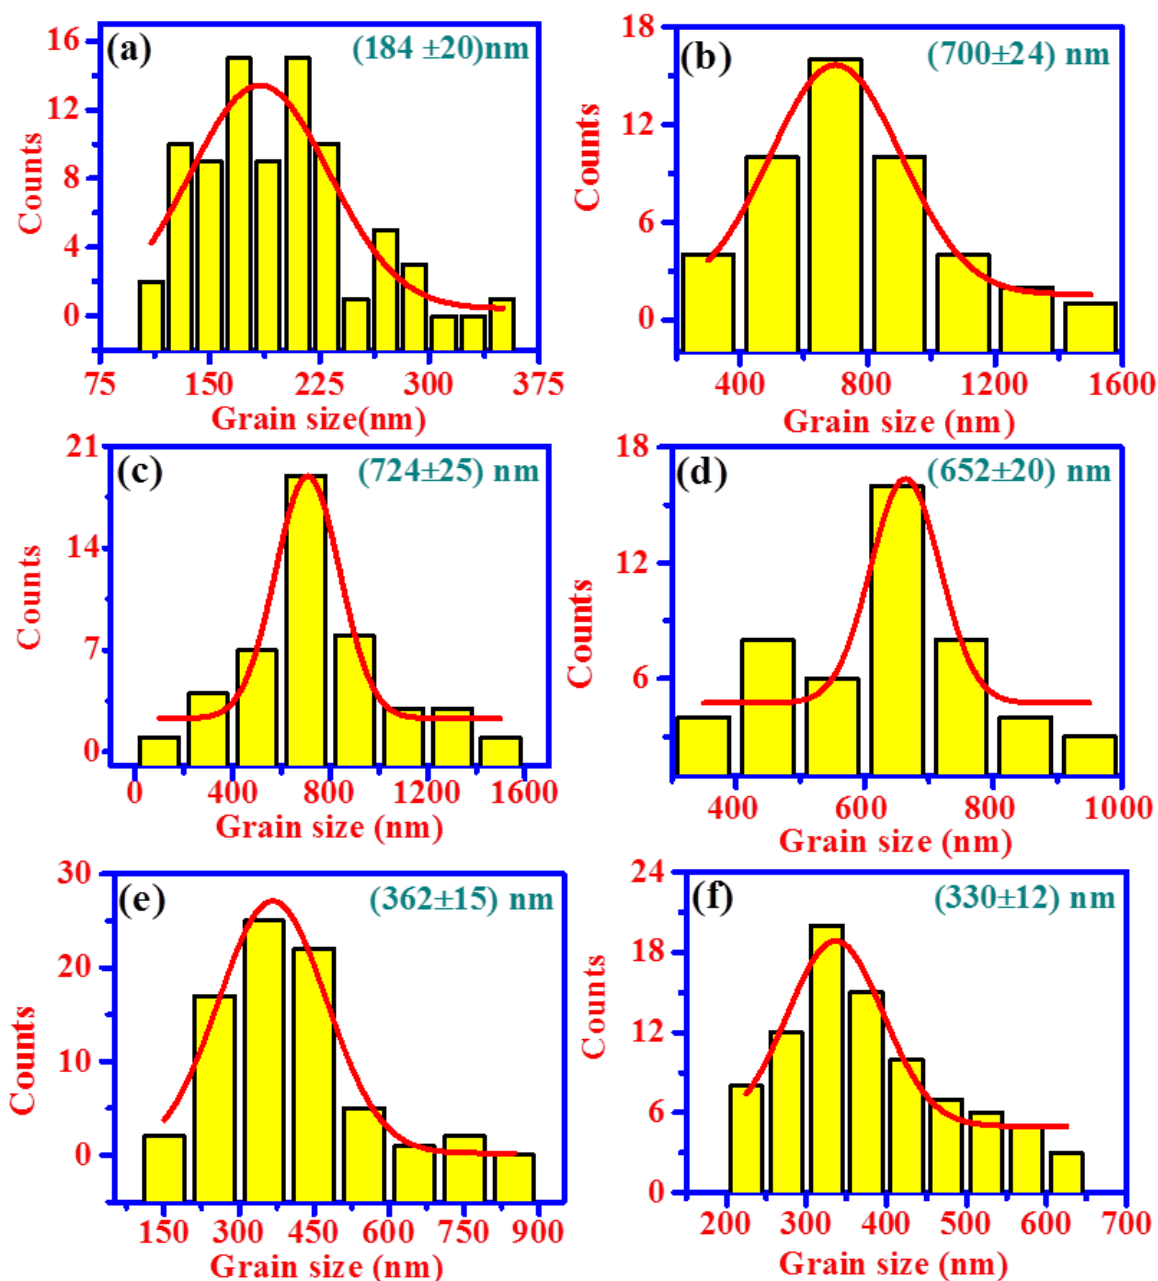 (a)
(184 ±20)nm
16
12
8
4
0
Counts
75 150 225 300 375
Grain size(nm)
(b)
(700±24) nm
18
12
6
0
Counts
400 800 1200 1600
Grain size (nm)
(c)
(724±25) nm
21
14
7
0
Counts
0 400 800 1200 1600
Grain size (nm)
(d)
(652±20) nm
18
12
6
Counts
400 600 800 1000
Grain size (nm)
(e)
(362±15) nm
30
20
10
0
Counts
150 300 450 600 750 900
Grain size (nm)
(f)
(330±12) nm
24
18
12
6
0
Counts
200 300 400 500 600 700
Grain size (nm)